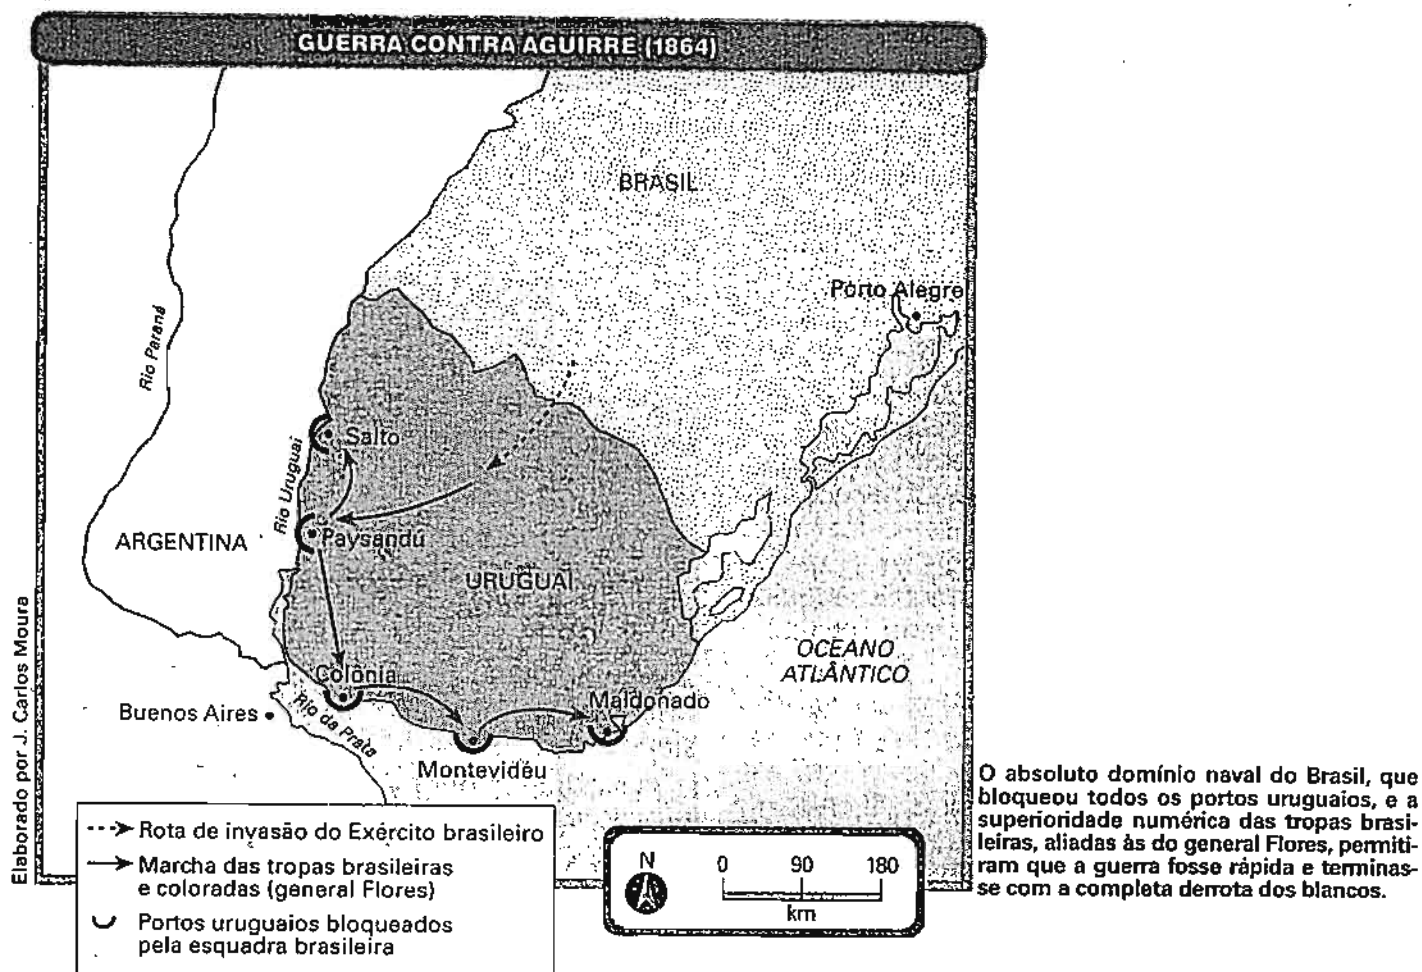 GUERRA CONTRA AGUIRRE (1864)
BRASIL
Porto Alegre
Rio Paraná
Salto
Rio Uruguai
Paysandú
ARGENTINA
URUGUAI
OCEANO
ATLÂNTICO
Colônia
Maldonado
Buenos Aires
Rio da Prata
Montevidéu
Elaborado por J. Carlos Moura
Rota de invasão do Exército brasileiro
Marcha das tropas brasileiras
e coloradas (general Flores)
Portos uruguaios bloqueados
pela esquadra brasileira
N
0 90 180
km
O absoluto domínio naval do Brasil, que
bloqueou todos os portos uruguaios, e a
superioridade numérica das tropas brasi-
leiras, aliadas às do general Flores, permiti-
ram que a guerra fosse rápida e terminas-
se com a completa derrota dos blancos.